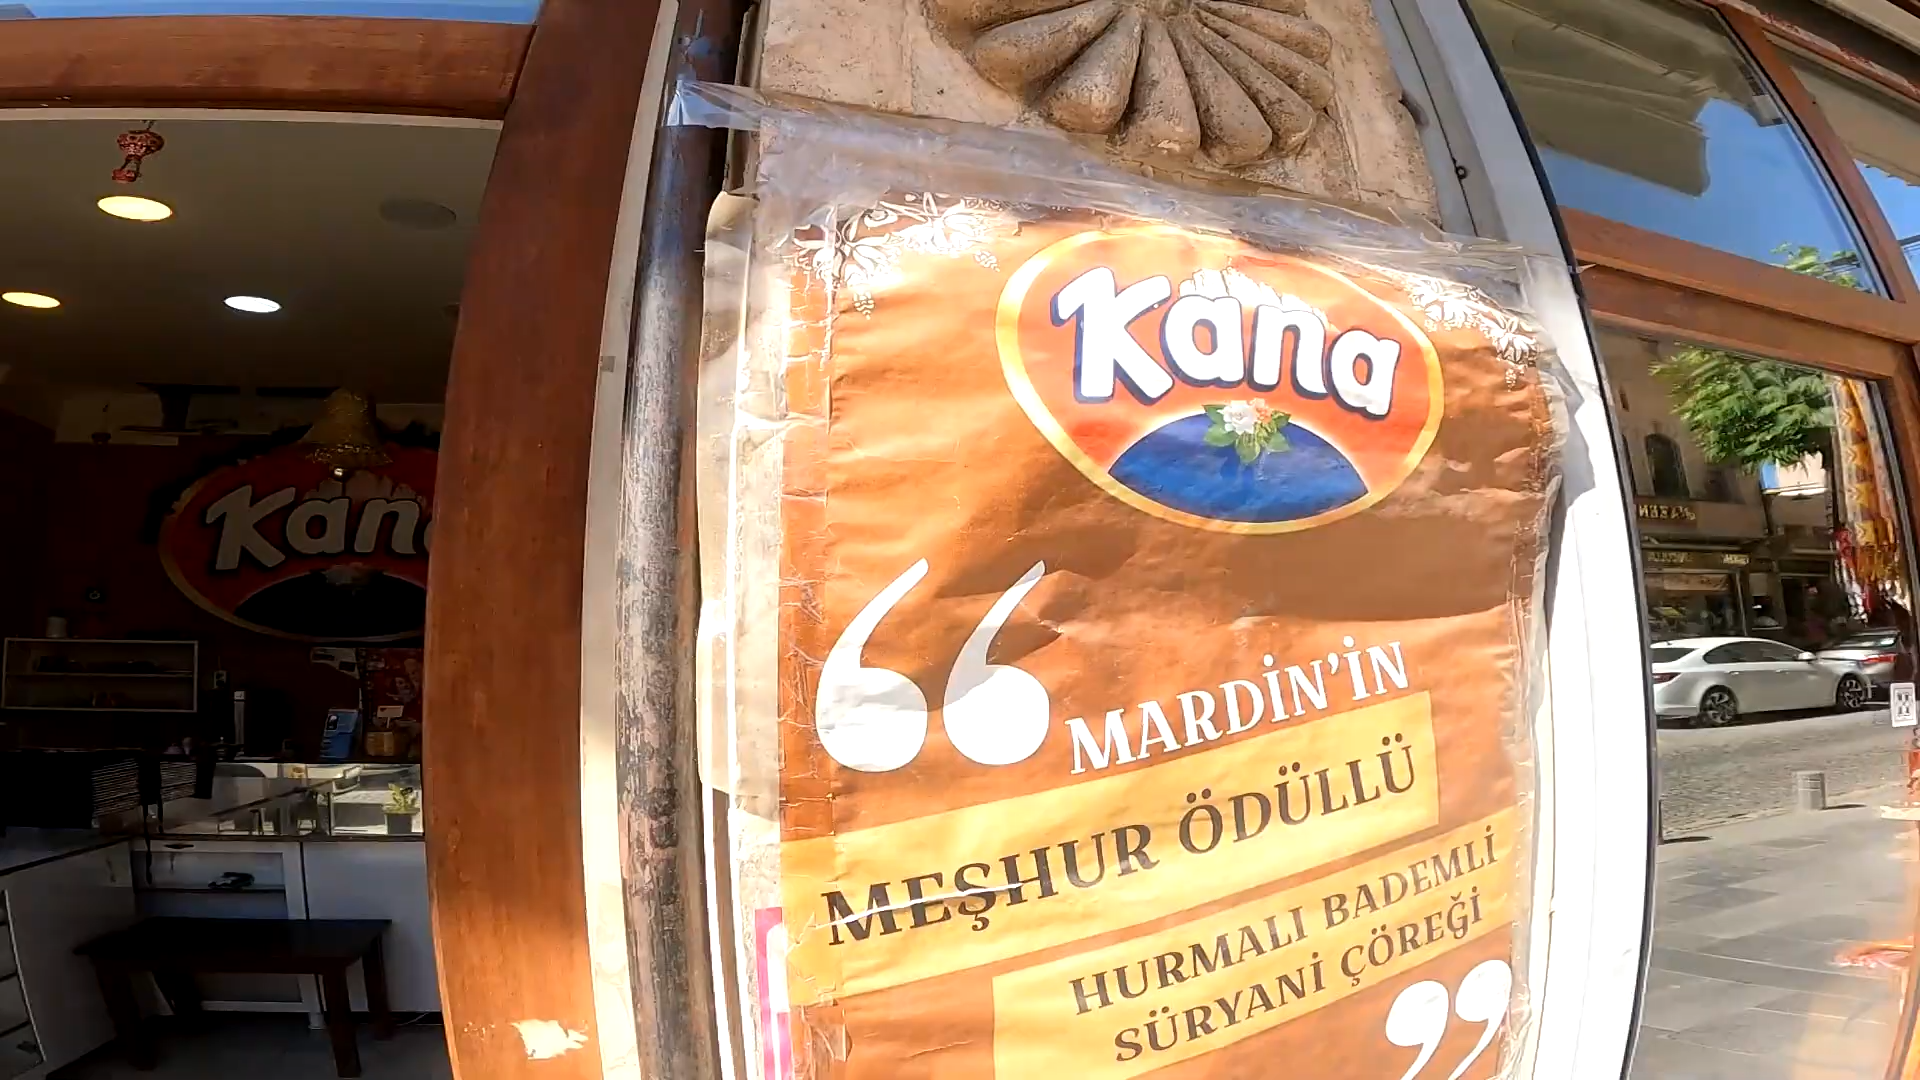 Kana
Kana
MARDİN'İN
MEŞHUR ÖDÜLLÜ
HURMALI BADEMLİ
SÜRYANİ ÇÖREĞİ